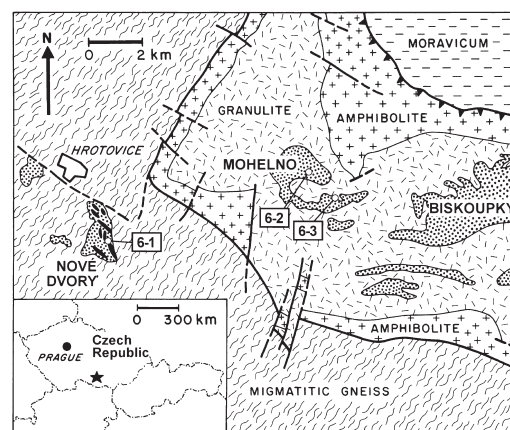 N
0 2 km
MORAVICUM
GRANULITE
AMPHIBOLITE
HROTOVICE
MOHELNO
BISKOUPKY
6-2
6-3
6-1
NOVÉ
DVORY
0 300 km
Czech
Republic
PRAGUE
AMPHIBOLITE
MIGMATITIC GNEISS